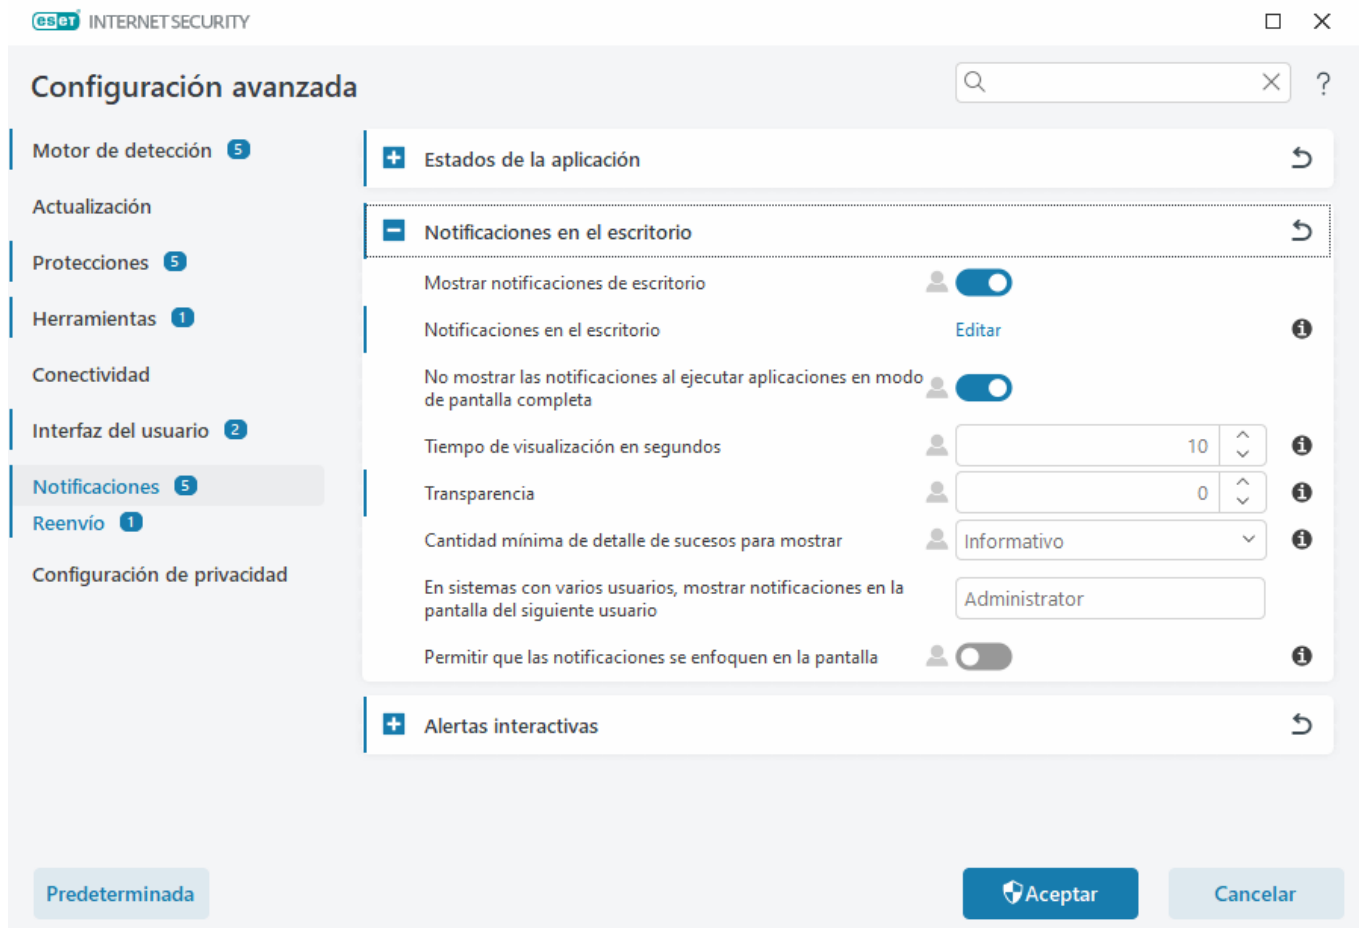 eset INTERNET SECURITY
Configuración avanzada
?
Motor de detección 5
Actualización
Protecciones 5
Herramientas 1
Conectividad
Interfaz del usuario 2
Notificaciones 5
Reenvío 1
Configuración de privacidad
Estados de la aplicación
Notificaciones en el escritorio
Mostrar notificaciones de escritorio
Notificaciones en el escritorio Editar
No mostrar las notificaciones al ejecutar aplicaciones en modo
de pantalla completa
Tiempo de visualización en segundos 10
Transparencia 0
Cantidad mínima de detalle de sucesos para mostrar Informativo
En sistemas con varios usuarios, mostrar notificaciones en la
pantalla del siguiente usuario Administrator
Permitir que las notificaciones se enfoquen en la pantalla
Alertas interactivas
Predeterminada Aceptar Cancelar